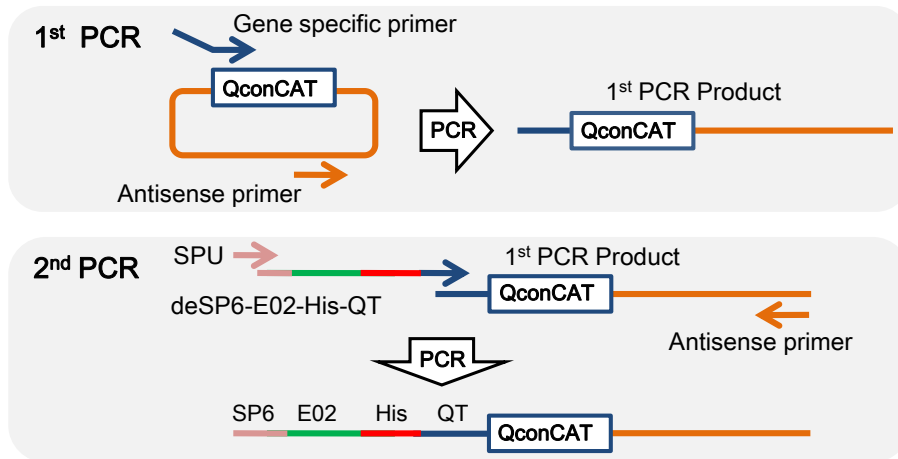 1st PCR
Gene specific primer
QconCAT
Antisense primer
PCR
1st PCR Product
QconCAT
2nd PCR
SPU
deSP6-E02-His-QT
1st PCR Product
QconCAT
Antisense primer
PCR
SP6 E02 His QT
QconCAT